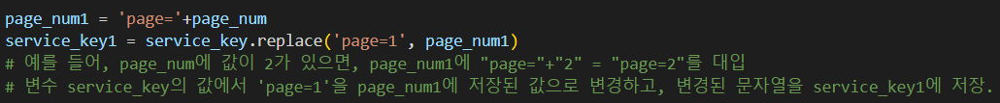 page_num1 = 'page='+page_num
service_key1 = service_key.replace('page=1', page_num1)
# 예를 들어, page_num에 값이 2가 있으면, page_num1에 "page="+"2" = "page=2"를 대입
# 변수 service_key의 값에서 'page=1'을 page_num1에 저장된 값으로 변경하고, 변경된 문자열을 service_key1에 저장.